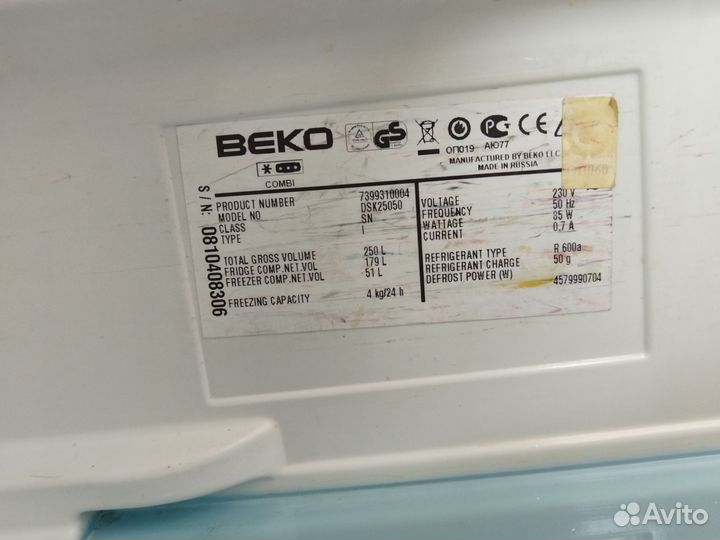 BEKO
COMBI
ОП019 АЮ77
MANUFACTURED BY BEKO LLC
MADE IN RUSSIA
S / N: 0810408306
PRODUCT NUMBER 7399310004
MODEL NO DSK25050
CLASS SN
TYPE I
TOTAL GROSS VOLUME 250 L
FRIDGE COMP.NET.VOL 179 L
FREEZER COMP.NET.VOL 51 L
FREEZING CAPACITY 4 kg/24 h
VOLTAGE 230 V
FREQUENCY 50 Hz
WATTAGE 85 W
CURRENT 0,7 A
REFRIGERANT TYPE R 600a
REFRIGERANT CHARGE 50 g
DEFROST POWER (W)
4579990704
Avito